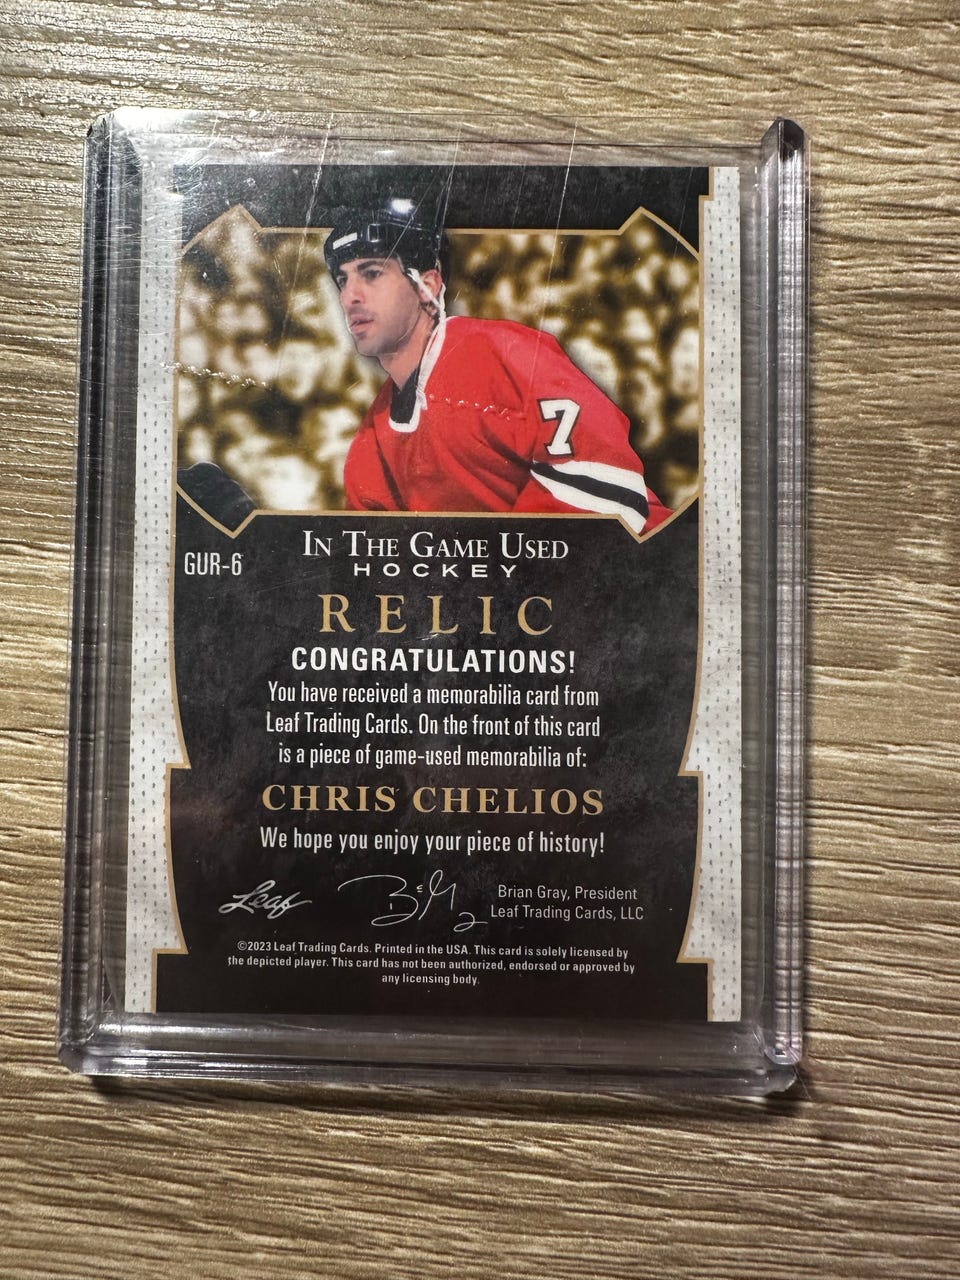 7
GUR-6
IN THE GAME USED
HOCKEY
RELIC
CONGRATULATIONS!
You have received a memorabilia card from
Leaf Trading Cards. On the front of this card
is a piece of game-used memorabilia of:
CHRIS CHELIOS
We hope you enjoy your piece of history!
Leaf
Brian Gray, President
Leaf Trading Cards, LLC
©2023 Leaf Trading Cards. Printed in the USA. This card is solely licensed by
the depicted player. This card has not been authorized, endorsed or approved by
any licensing body.